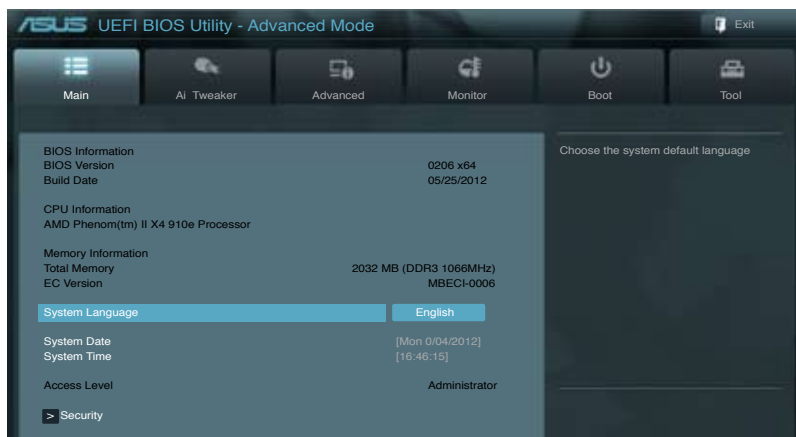 ASUS UEFI BIOS Utility - Advanced Mode Exit
Main Ai Tweaker Advanced Monitor Boot Tool
BIOS Information
BIOS Version 0206 x64
Build Date 05/25/2012
Choose the system default language
CPU Information
AMD Phenom(tm) II X4 910e Processor
Memory Information
Total Memory 2032 MB (DDR3 1066MHz)
EC Version MBECI-0006
System Language English
System Date [Mon 0/04/2012]
System Time [16:46:15]
Access Level Administrator
> Security